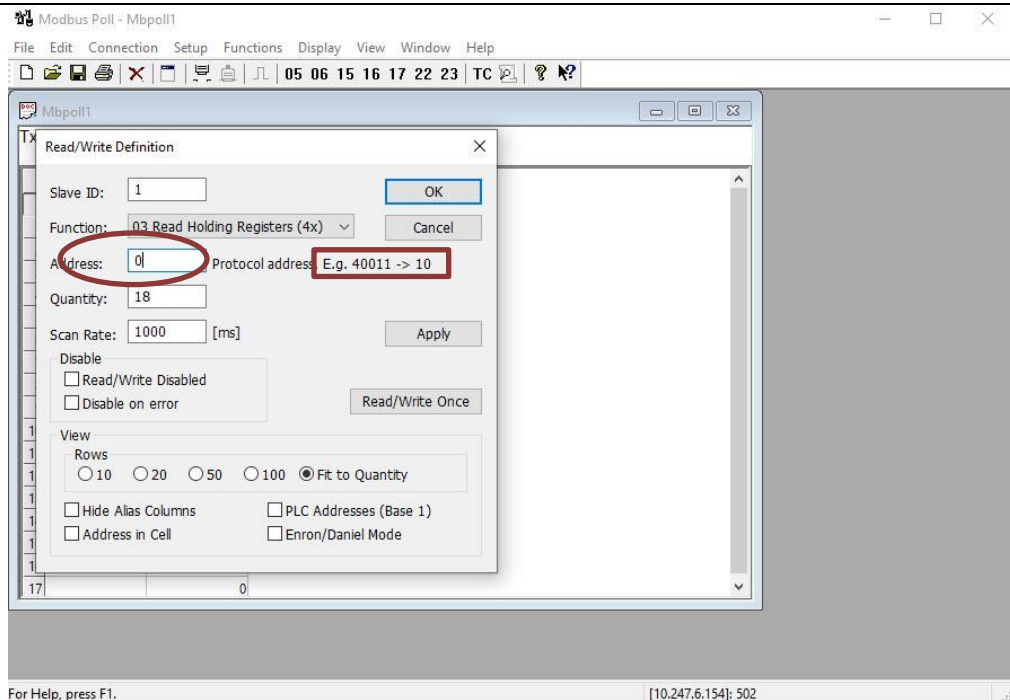 Modbus Poll - Mbpoll1
File Edit Connection Setup Functions Display View Window Help
05 06 15 16 17 22 23 TC
Mbpoll1
Tx
Read/Write Definition
Slave ID: 1 OK
Function: 03 Read Holding Registers (4x) Cancel
Address: 0 Protocol address. E.g. 40011 -> 10
Quantity: 18
Scan Rate: 1000 [ms] Apply
Disable
Read/Write Disabled
Disable on error
Read/Write Once
View
Rows
10 20 50 100 Fit to Quantity
Hide Alias Columns PLC Addresses (Base 1)
Address in Cell Enron/Daniel Mode
17 0
For Help, press F1. [10.247.6.154]: 502